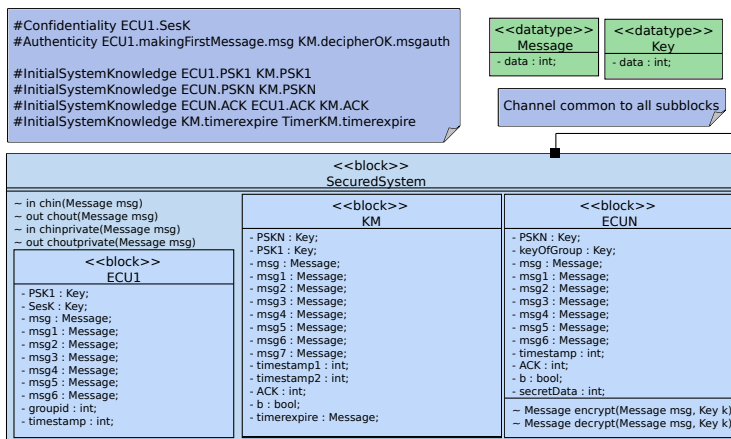 #Confidentiality ECU1.SesK
#Authenticity ECU1.makingFirstMessage.msg KM.decipherOK.msgauth
#InitialSystemKnowledge ECU1.PSK1 KM.PSK1
#InitialSystemKnowledge ECUN.PSKN KM.PSKN
#InitialSystemKnowledge ECUN.ACK ECU1.ACK KM.ACK
#InitialSystemKnowledge KM.timerexpire TimerKM.timerexpire
<<datatype>>
Message
- data : int;
<<datatype>>
Key
- data : int;
Channel common to all subblocks
<<block>>
SecuredSystem
~ in chin(Message msg)
~ out chout(Message msg)
~ in chinprivate(Message msg)
~ out choutprivate(Message msg)
<<block>>
ECU1
- PSK1 : Key;
- SesK : Key;
- msg : Message;
- msg1 : Message;
- msg2 : Message;
- msg3 : Message;
- msg4 : Message;
- msg5 : Message;
- msg6 : Message;
- groupid : int;
- timestamp : int;
<<block>>
KM
- PSKN : Key;
- PSK1 : Key;
- msg : Message;
- msg1 : Message;
- msg2 : Message;
- msg3 : Message;
- msg4 : Message;
- msg5 : Message;
- msg6 : Message;
- msg7 : Message;
- timestamp1 : int;
- timestamp2 : int;
- ACK : int;
- b : bool;
- timerexpire : Message;
<<block>>
ECUN
- PSKN : Key;
- keyOfGroup : Key;
- msg : Message;
- msg1 : Message;
- msg2 : Message;
- msg3 : Message;
- msg4 : Message;
- msg5 : Message;
- msg6 : Message;
- timestamp : int;
- ACK : int;
- b : bool;
- secretData : int;
~ Message encrypt(Message msg, Key k)
~ Message decrypt(Message msg, Key k)